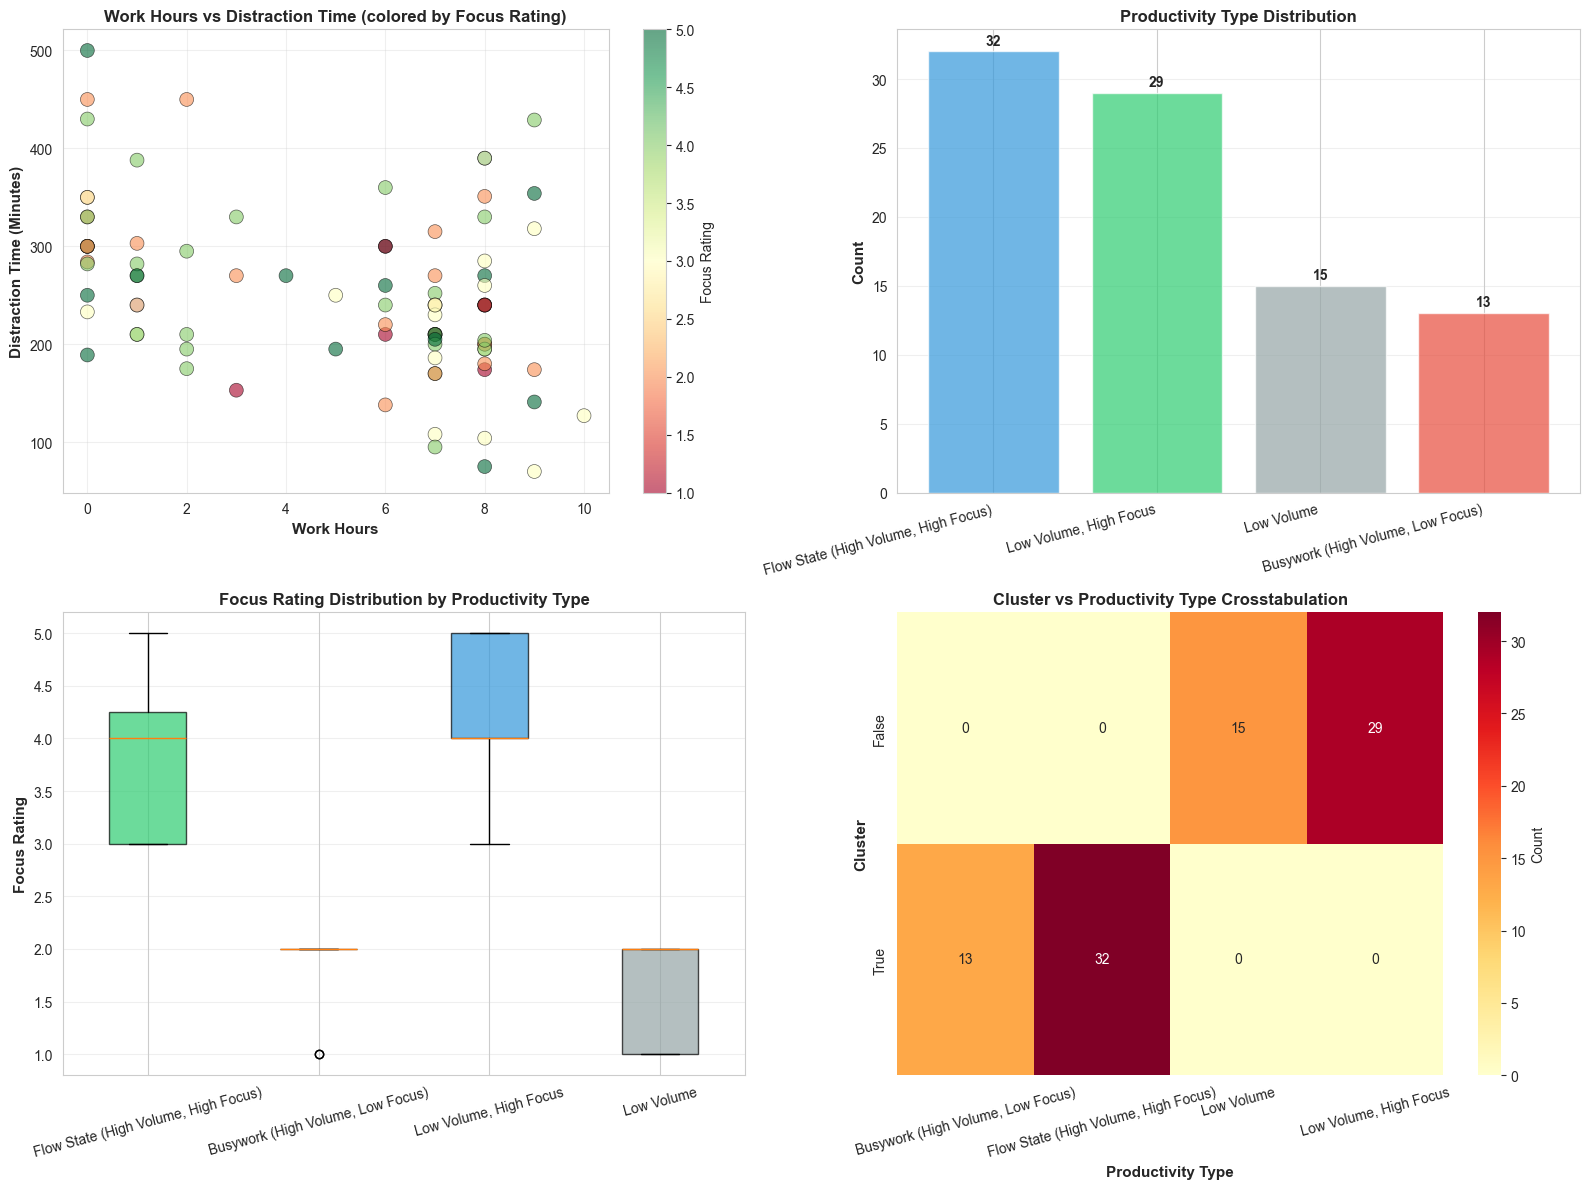 Work Hours vs Distraction Time (colored by Focus Rating)
Distraction Time (Minutes)
500
400
300
200
100
0
2
4
6
8
10
Work Hours
5.0
4.5
4.0
3.5
3.0
2.5
2.0
1.5
1.0
Focus Rating
Productivity Type Distribution
Count
30
25
20
15
10
5
0
32
29
15
13
Flow State (High Volume, High Focus)
Low Volume, High Focus
Low Volume
Busywork (High Volume, Low Focus)
Focus Rating Distribution by Productivity Type
Focus Rating
5.0
4.5
4.0
3.5
3.0
2.5
2.0
1.5
1.0
Flow State (High Volume, High Focus)
Busywork (High Volume, Low Focus)
Low Volume, High Focus
Low Volume
Cluster vs Productivity Type Crosstabulation
Cluster
False
True
0
0
15
29
13
32
0
0
Busywork (High Volume, Low Focus)
Flow State (High Volume, High Focus)
Low Volume
Low Volume, High Focus
Productivity Type
30
25
20
15
10
5
0
Count